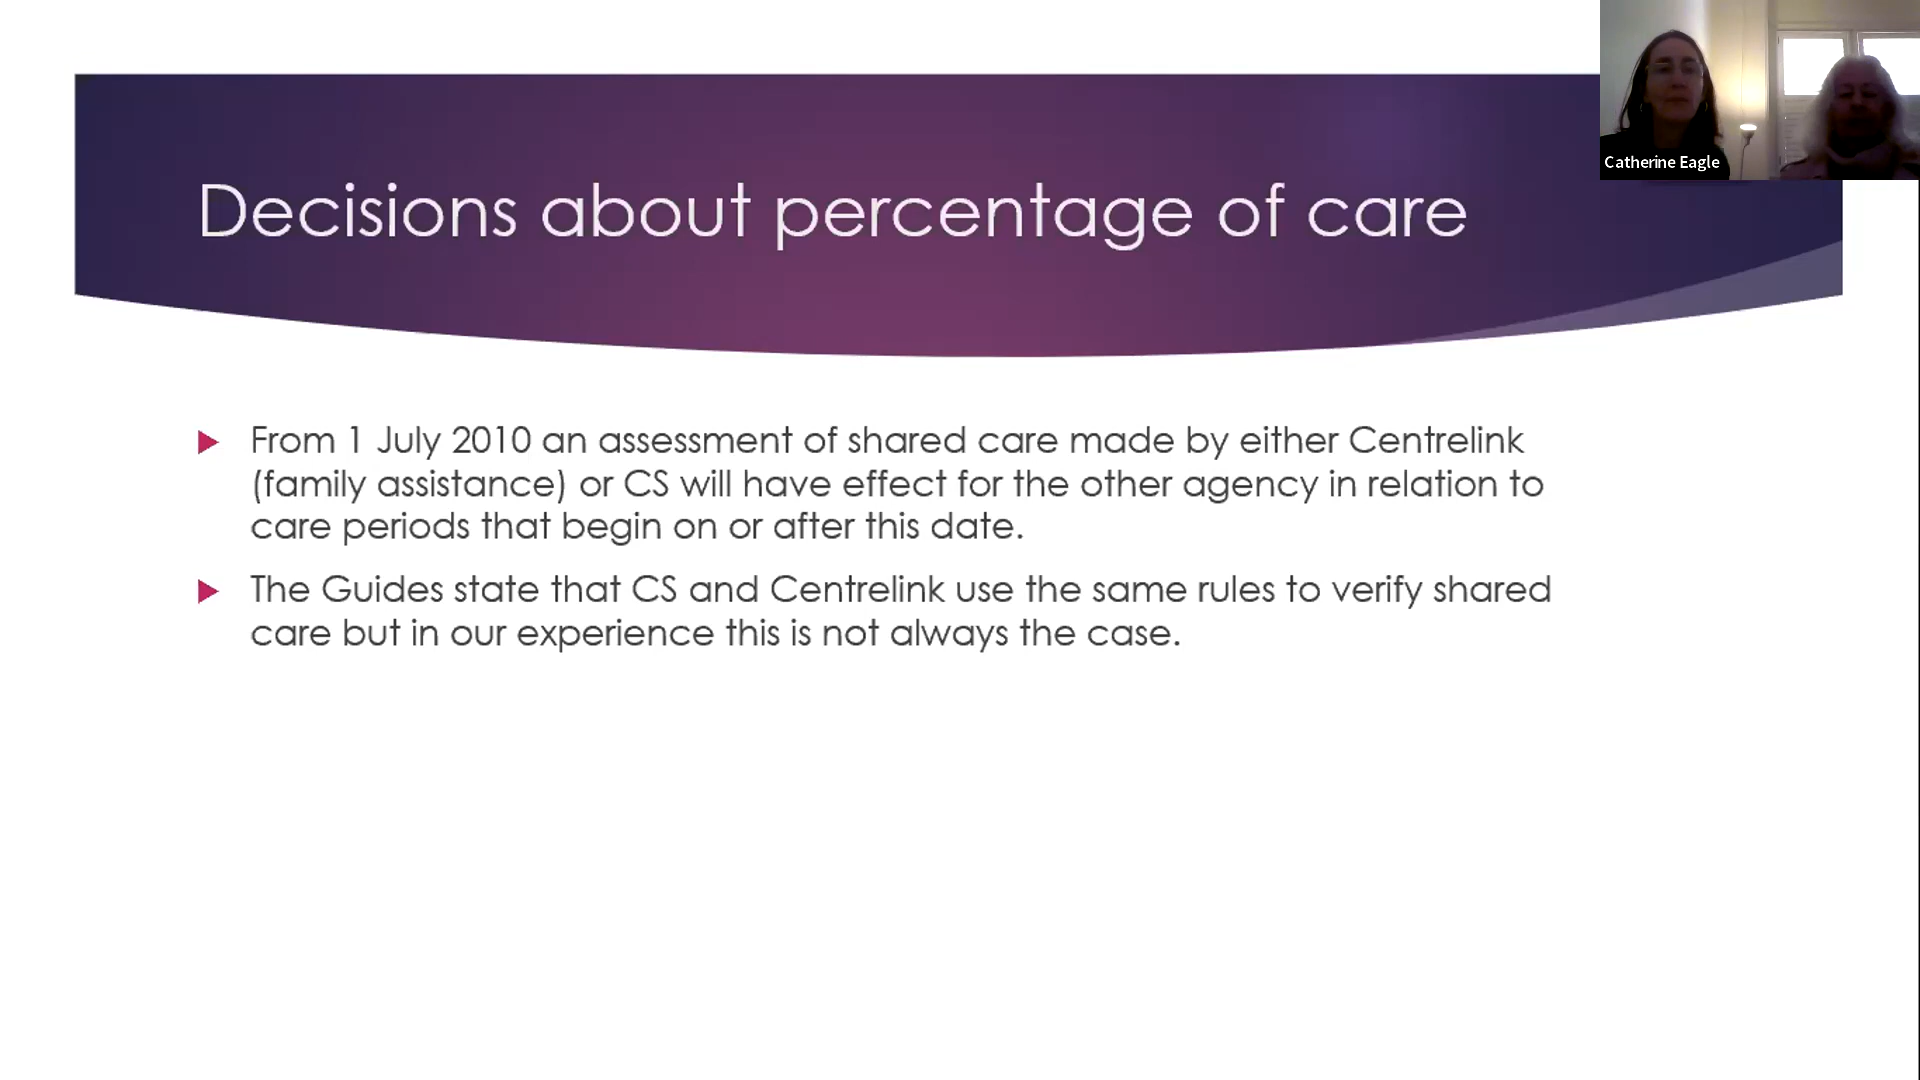 Decisions about percentage of care
Catherine Eagle
From 1 July 2010 an assessment of shared care made by either Centrelink
(family assistance) or CS will have effect for the other agency in relation to
care periods that begin on or after this date.
The Guides state that CS and Centrelink use the same rules to verify shared
care but in our experience this is not always the case.